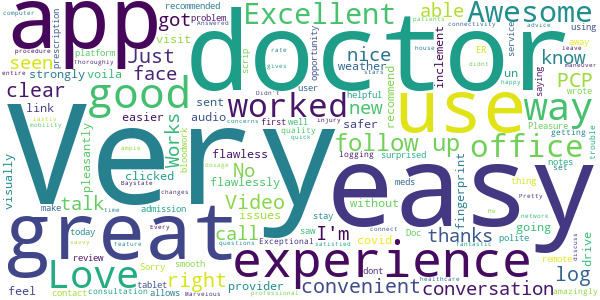 Very
doctor
app
easy
use
great
experience
good
way
Love
office
worked
Excellent
Awesome
follow up
convenient
conversation
thanks
right
talk
Video
call
log
drive
PCP
know
able
nice
new
face
Just
got
clear
seen
strongly
voila
link
visit
weather
safer
inclement
Works
pleasantly
visually
feel
sent
audio
easier
clicked
No
flawless
flawlessly
I'm
issues
without
surprised
fingerprint
recommend
provider
covid
polite
going
meds
logging
Didn't
first
well
quality
quick
helpful
user
opportunity
problem
recommended
Answered
platform
prescription
computer
procedure
entire
thoroughly
connectivity
patients
ER
didnt
happy
service
using
advice
away
leave
maneuver
saying
wrote
Pleasure
getting
trouble
notes
set
thing
Pretty
network
Doc
fantastic
connect
healthcare
remote
amazingly
discuss
un
house
stars
rate
gives
scrip
concerns
injury
bloodwork
dosage
ample
Baystate
changes
lastly
mobility
make
time
admission
today
Every
savvy
feature
review
tablet
Sorry
smooth
contact
consultation
allows
Marvelous
stay
saw
Exceptional
satisfied
questions
dont
professional
no